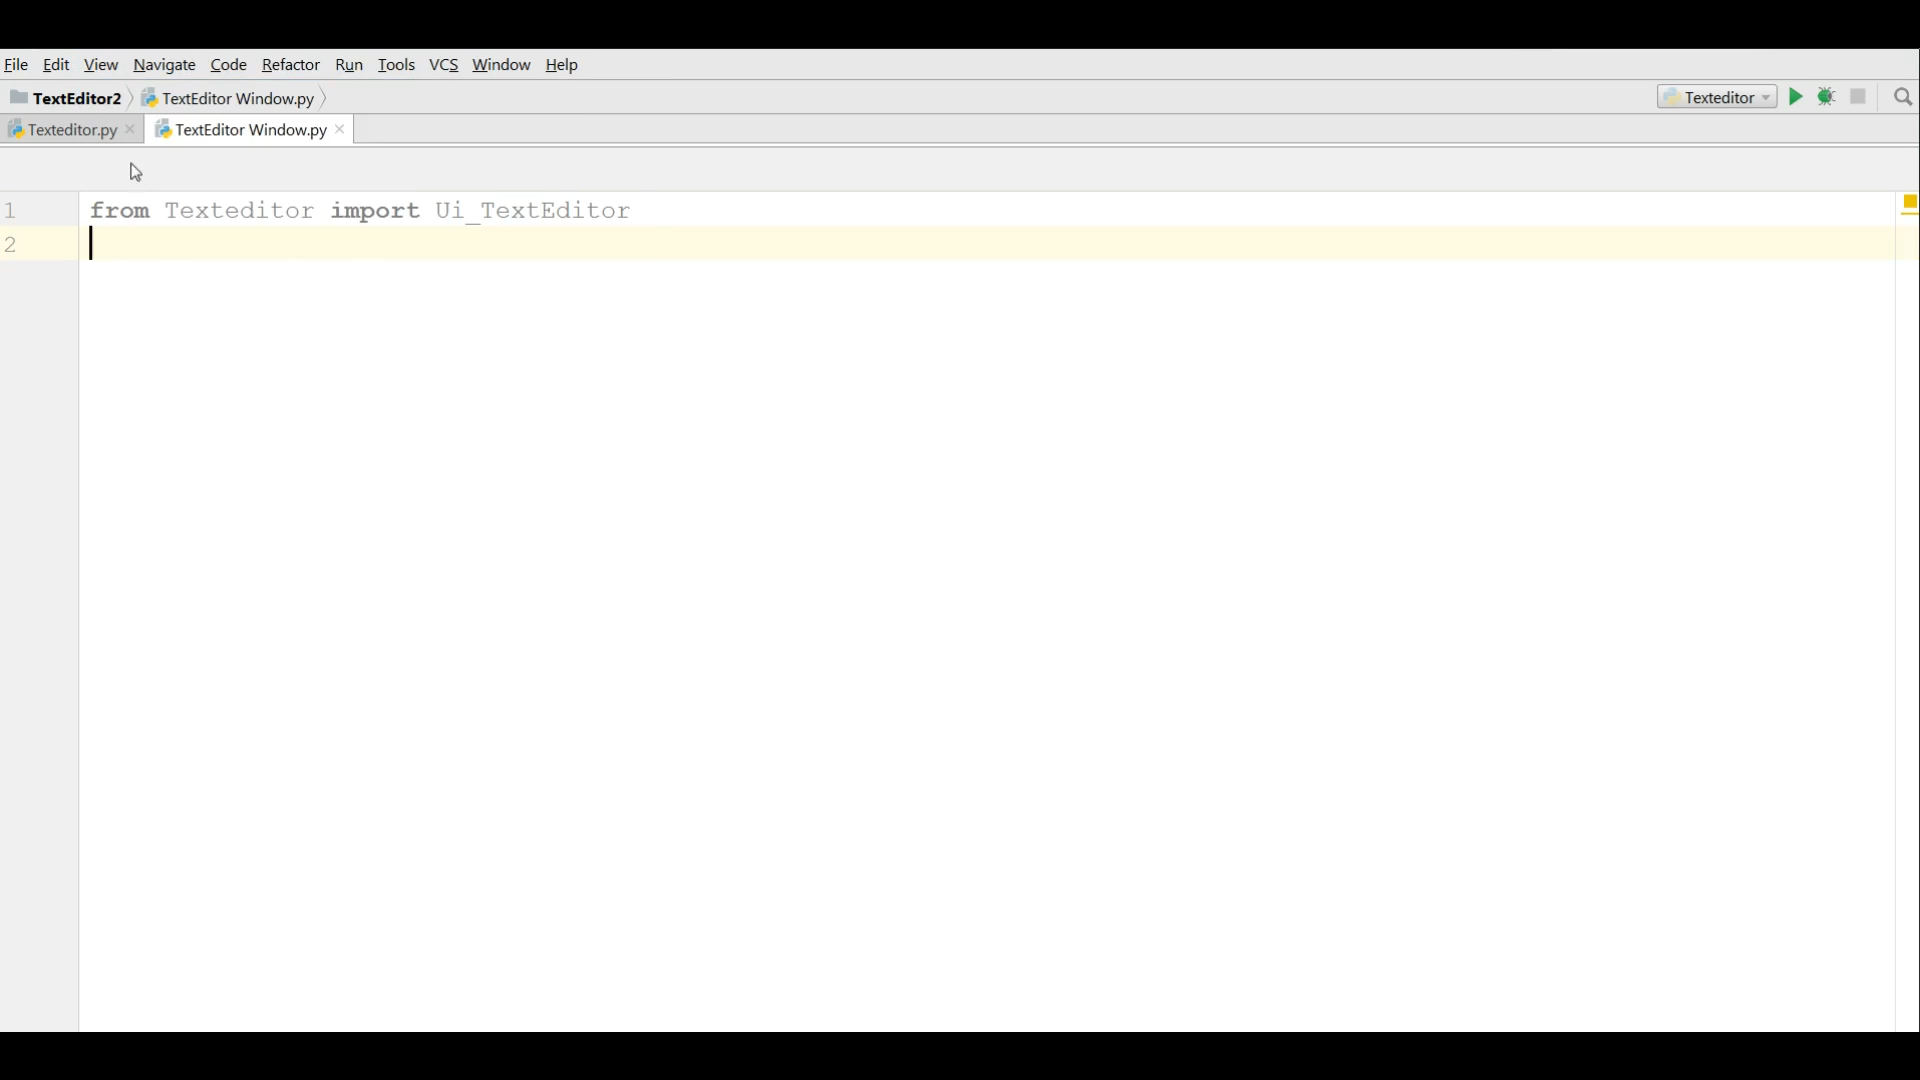 File Edit View Navigate Code Refactor Run Tools VCS Window Help
TextEditor2 TextEditor Window.py Texteditor
Texteditor.py TextEditor Window.py
1 from Texteditor import Ui_TextEditor
2